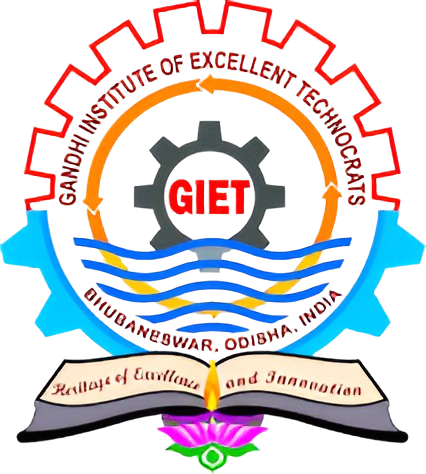 GANDHI INSTITUTE OF EXCELLENT TECHNOCRATS
GIET
BHUBANESWAR, ODISHA, INDIA
Heritage of Excellence and Innovation